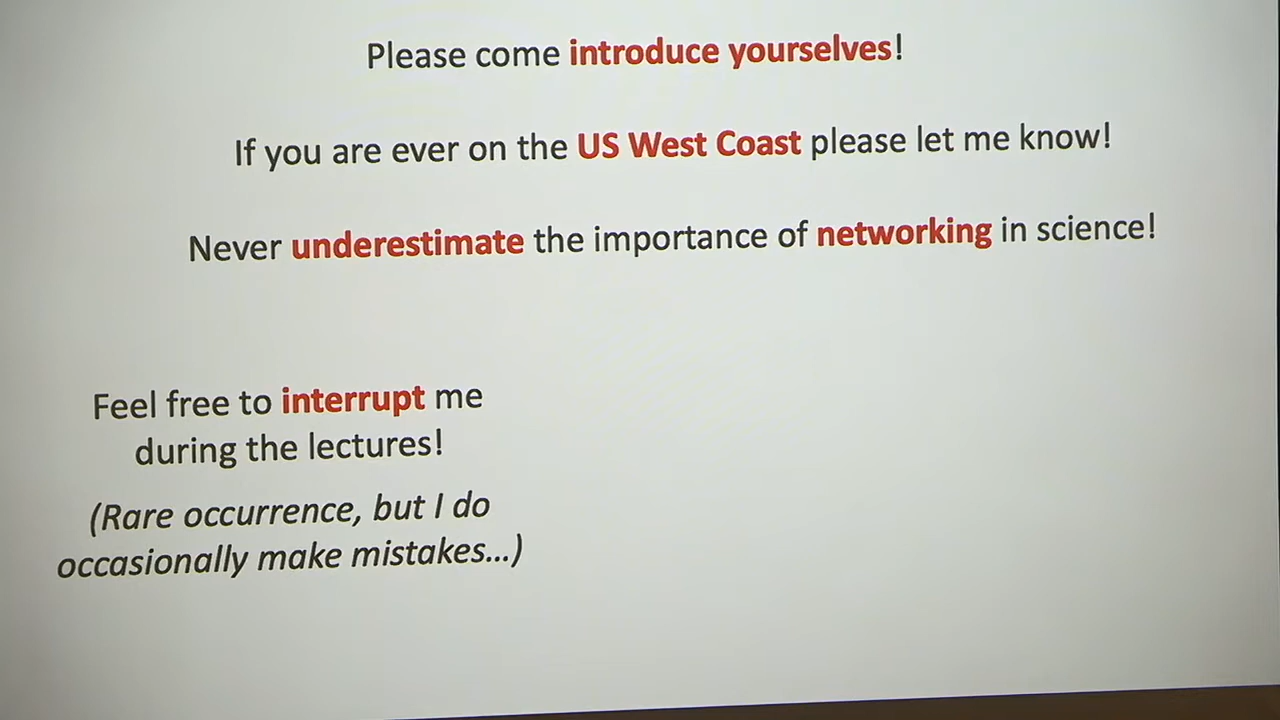 Please come introduce yourselves!
If you are ever on the US West Coast please let me know!
Never underestimate the importance of networking in science!
Feel free to interrupt me
during the lectures!
(Rare occurrence, but I do
occasionally make mistakes...)